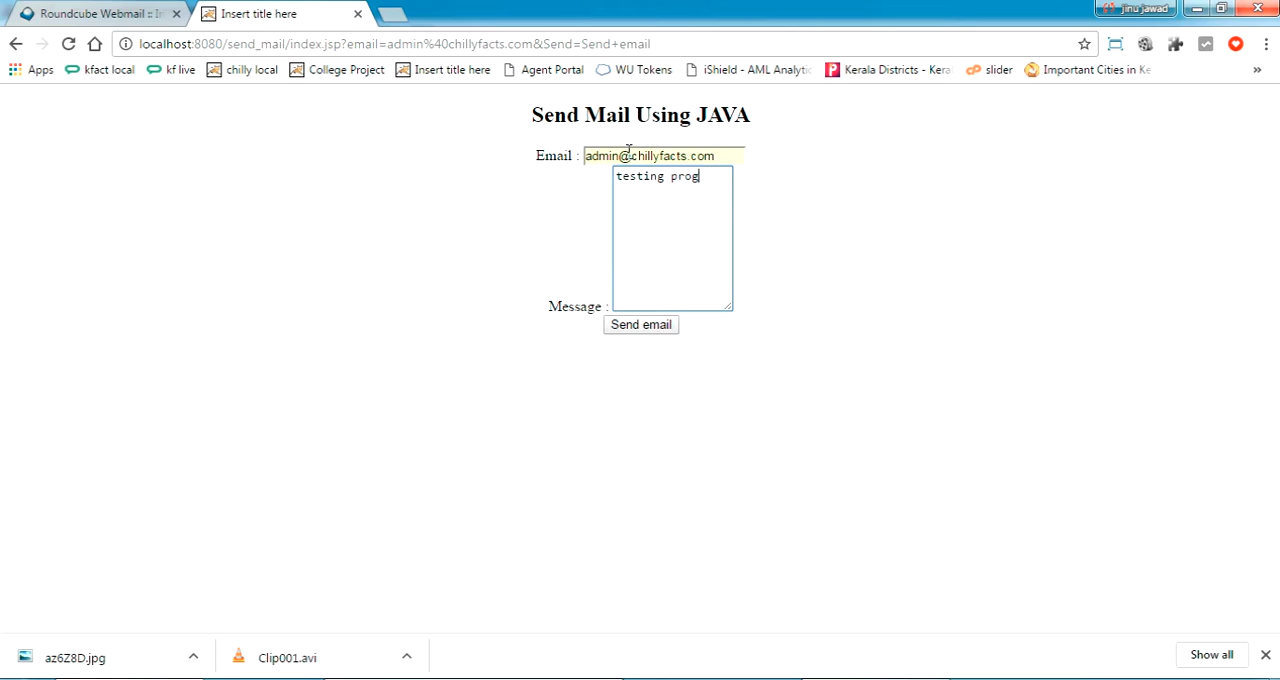 Roundcube Webmail :: In
Insert title here
jinu jawad
localhost:8080/send_mail/index.jsp?email=admin%40chillyfacts.com&Send=Send+email
Apps kfact local kf live chilly local College Project Insert title here Agent Portal WU Tokens iShield - AML Analytic Kerala Districts - Kera slider Important Cities in Ke »
Send Mail Using JAVA
Email : admin@chillyfacts.com
testing prog
Message :
Send email
az6Z8D.jpg
Clip001.avi
Show all